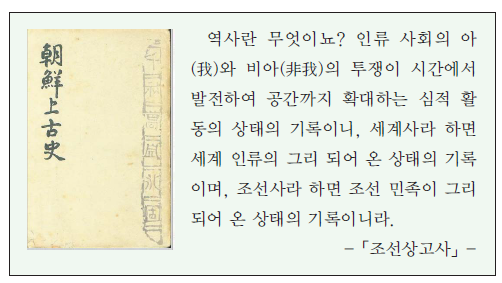 朝鮮上古史
역사란 무엇이뇨? 인류 사회의 아
(我)와 비아(非我)의 투쟁이 시간에서
발전하여 공간까지 확대하는 심적 활
동의 상태의 기록이니, 세계사라 하면
세계 인류의 그리 되어 온 상태의 기록
이며, 조선사라 하면 조선 민족이 그리
되어 온 상태의 기록이니라.
-「조선상고사」-